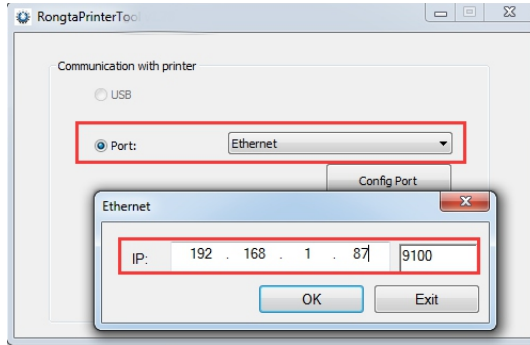 RongtaPrinterTool
Communication with printer
USB
Port: Ethernet
Config Port
Ethernet
IP: 192 . 168 . 1 . 87 9100
OK Exit